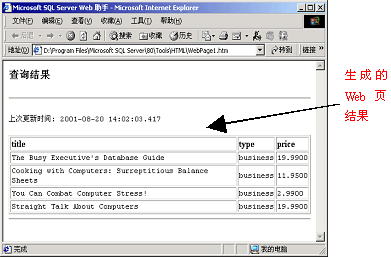 Microsoft SQL Server Web 助手 - Microsoft Internet Explorer
文件(F) 编辑(E) 查看(V) 收藏(A) 工具(T) 帮助(H)
后退 搜索 收藏 历史
地址(D) D:\Program Files\Microsoft SQL Server\80\Tools\HTML\WebPage1.htm 转到 链接 »
查询结果
上次更新时间: 2001-08-20 14:02:03.417
title type price
The Busy Executive's Database Guide business 19.9900
Cooking with Computers: Surreptitious Balance Sheets business 11.9500
You Can Combat Computer Stress! business 2.9900
Straight Talk About Computers business 19.9900
完成 我的电脑
生成的
Web 页
结果